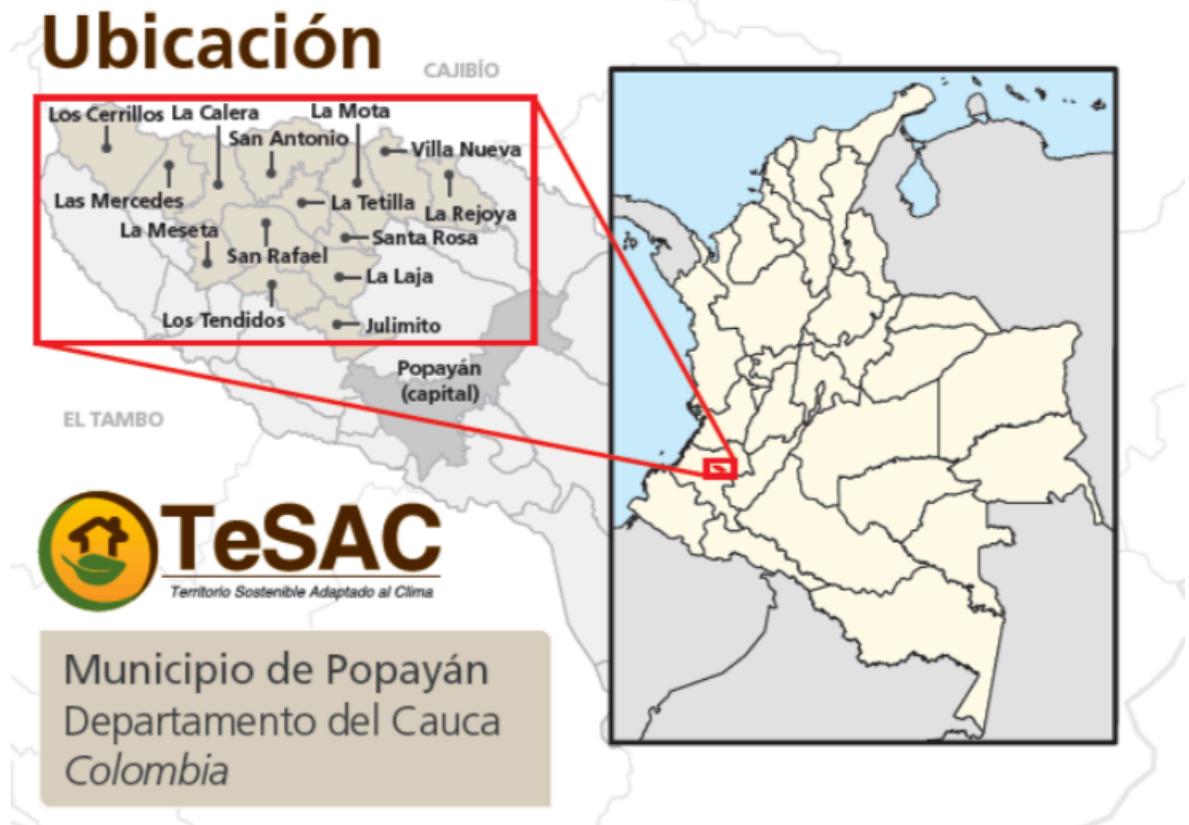 Ubicación
CAJIBÍO
Los Cerrillos
La Calera
La Mota
San Antonio
Villa Nueva
Las Mercedes
La Tetilla
La Rejoya
La Meseta
Santa Rosa
San Rafael
La Laja
Los Tendidos
Julimito
Popayán
(capital)
EL TAMBO
TeSAC
Territorio Sostenible Adaptado al Clima
Municipio de Popayán
Departamento del Cauca
Colombia